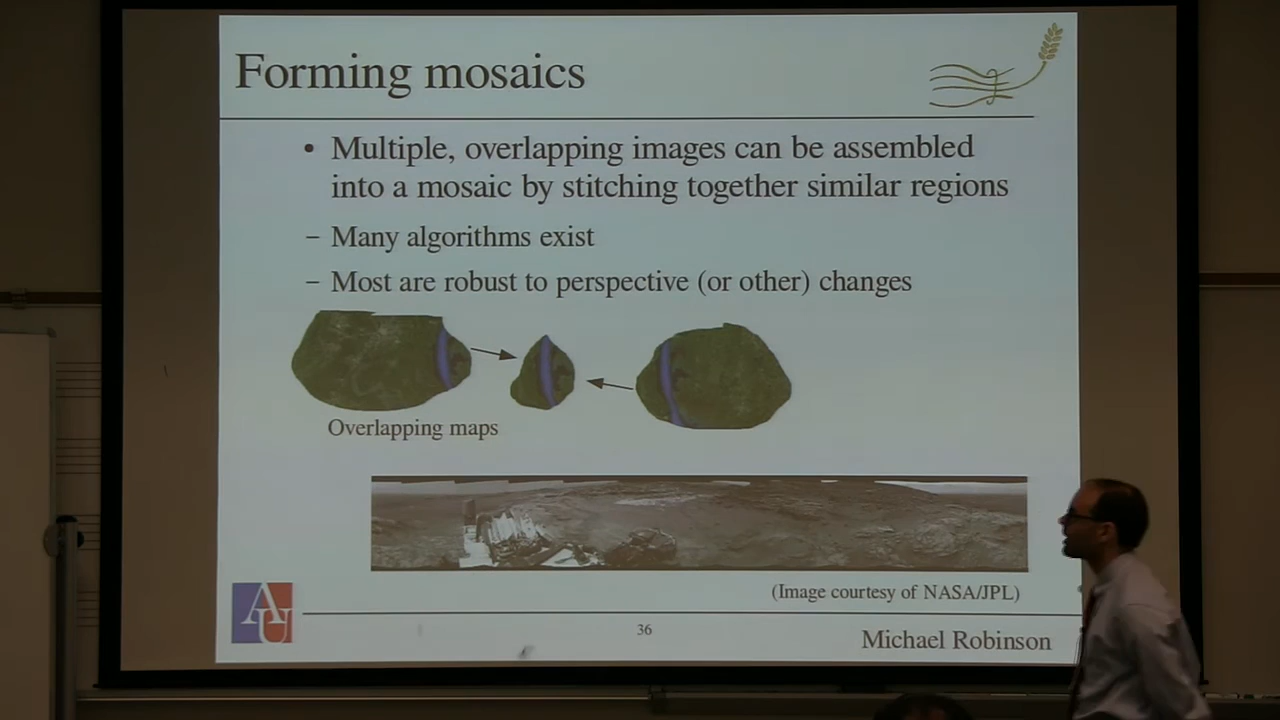 Forming mosaics
• Multiple, overlapping images can be assembled
into a mosaic by stitching together similar regions
– Many algorithms exist
– Most are robust to perspective (or other) changes
Overlapping maps
(Image courtesy of NASA/JPL)
AU
36
Michael Robinson